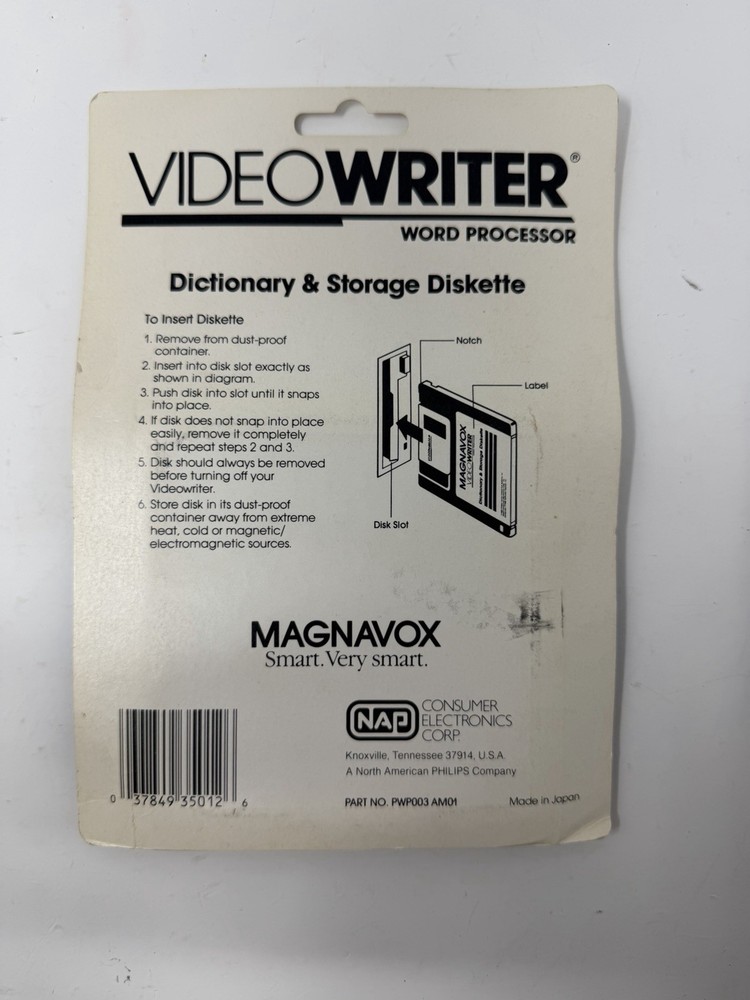 VIDEOWRITER®
WORD PROCESSOR
Dictionary & Storage Diskette
To Insert Diskette
1. Remove from dust-proof
container.
2. Insert into disk slot exactly as
shown in diagram.
3. Push disk into slot until it snaps
into place.
4. If disk does not snap into place
easily, remove it completely
and repeat steps 2 and 3.
5. Disk should always be removed
before turning off your
Videowriter.
6. Store disk in its dust-proof
container away from extreme
heat, cold or magnetic/
electromagnetic sources.
Notch
Label
MAGNAVOX
VIDEOWRITER
Dictionary & Storage Diskette
Disk Slot
MAGNAVOX
Smart. Very smart.
NAP CONSUMER
ELECTRONICS
CORP.
Knoxville, Tennessee 37914, U.S.A.
A North American PHILIPS Company
0 37849 35012 6
PART NO. PWP003 AM01
Made in Japan